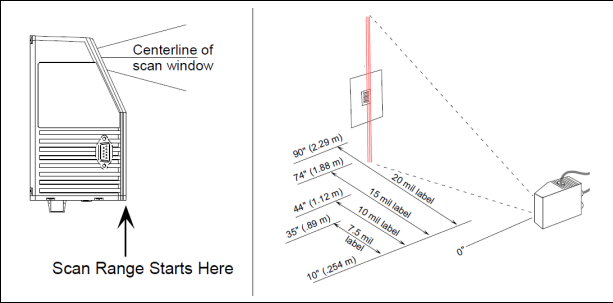 Centerline of
scan window
Scan Range Starts Here
90" (2.29 m)
74" (1.88 m)
44" (1.12 m)
35" (.89 m)
10" (.254 m)
20 mil label
15 mil label
10 mil label
7.5 mil
label
0"